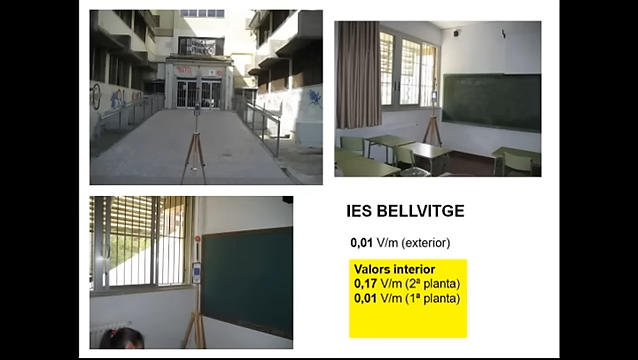 IES BELLVITGE
0,01 V/m (exterior)
Valors interior
0,17 V/m (2ª planta)
0,01 V/m (1ª planta)